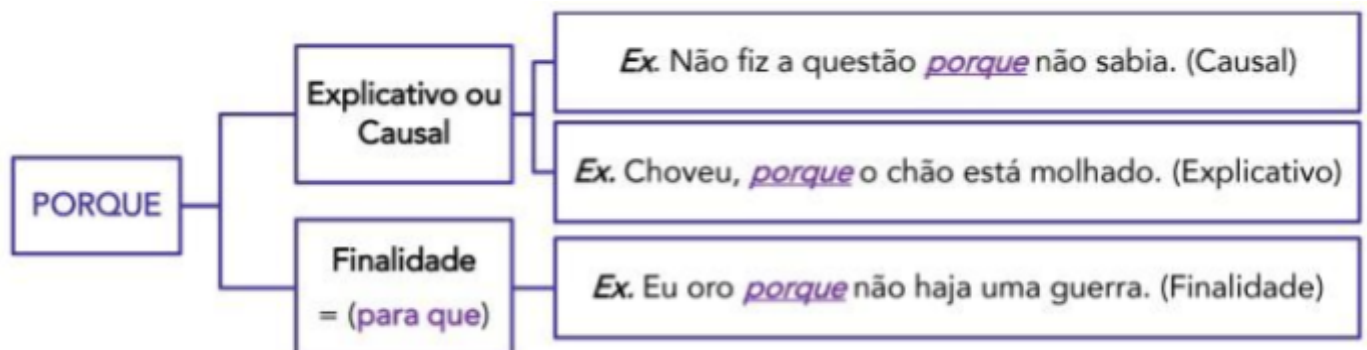 PORQUE
Explicativo ou
Causal
Ex. Não fiz a questão porque não sabia. (Causal)
Ex. Choveu, porque o chão está molhado. (Explicativo)
Finalidade
= (para que)
Ex. Eu oro porque não haja uma guerra. (Finalidade)